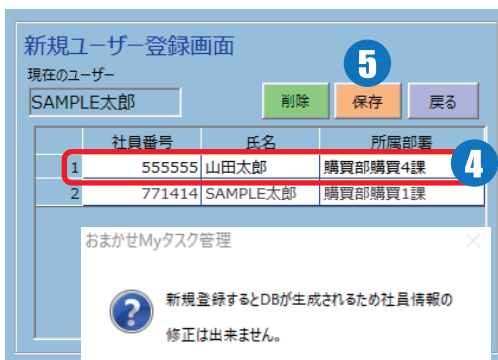 新規ユーザー登録画面
現在のユーザー
5
SAMPLE太郎 削除 保存 戻る
社員番号 氏名 所属部署
1 555555 山田太郎 購買部購買4課 4
2 771414 SAMPLE太郎 購買部購買1課
おまかせMyタスク管理
新規登録するとDBが生成されるため社員情報の
修正は出来ません。